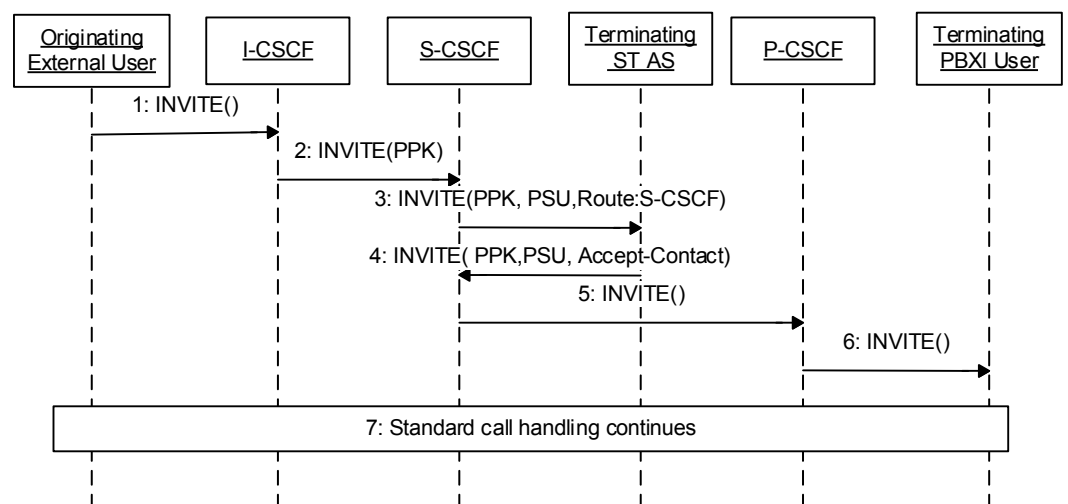 Originating
External User
I-CSCF
S-CSCF
Terminating
ST AS
P-CSCF
Terminating
PBXI User
1: INVITE()
2: INVITE(PPK)
3: INVITE(PPK, PSU,Route:S-CSCF)
4: INVITE( PPK,PSU, Accept-Contact)
5: INVITE()
6: INVITE()
7: Standard call handling continues